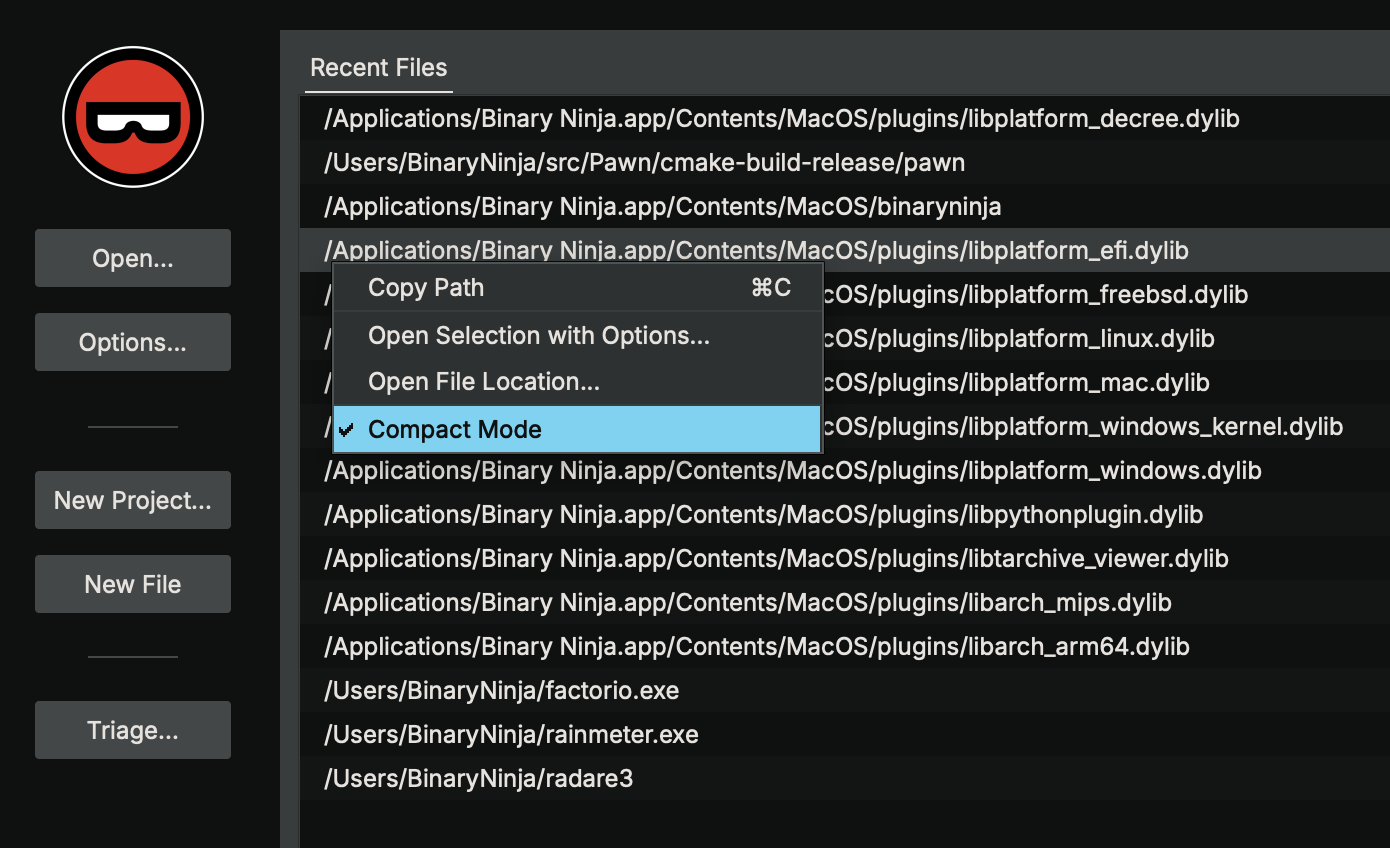 Recent Files
/Applications/Binary Ninja.app/Contents/MacOS/plugins/libplatform_decree.dylib
/Users/BinaryNinja/src/Pawn/cmake-build-release/pawn
/Applications/Binary Ninja.app/Contents/MacOS/binaryninja
/Applications/Binary Ninja.app/Contents/MacOS/plugins/libplatform_efi.dylib
Copy Path ⌘C
Open Selection with Options...
Open File Location...
✓ Compact Mode
/
cOS/plugins/libplatform_freebsd.dylib
/
cOS/plugins/libplatform_linux.dylib
/
cOS/plugins/libplatform_mac.dylib
/
cOS/plugins/libplatform_windows_kernel.dylib
/Applications/Binary Ninja.app/Contents/MacOS/plugins/libplatform_windows.dylib
/Applications/Binary Ninja.app/Contents/MacOS/plugins/libpythonplugin.dylib
/Applications/Binary Ninja.app/Contents/MacOS/plugins/libtarchive_viewer.dylib
/Applications/Binary Ninja.app/Contents/MacOS/plugins/libarch_mips.dylib
/Applications/Binary Ninja.app/Contents/MacOS/plugins/libarch_arm64.dylib
/Users/BinaryNinja/factorio.exe
/Users/BinaryNinja/rainmeter.exe
/Users/BinaryNinja/radare3
Open...
Options...
New Project...
New File
Triage...